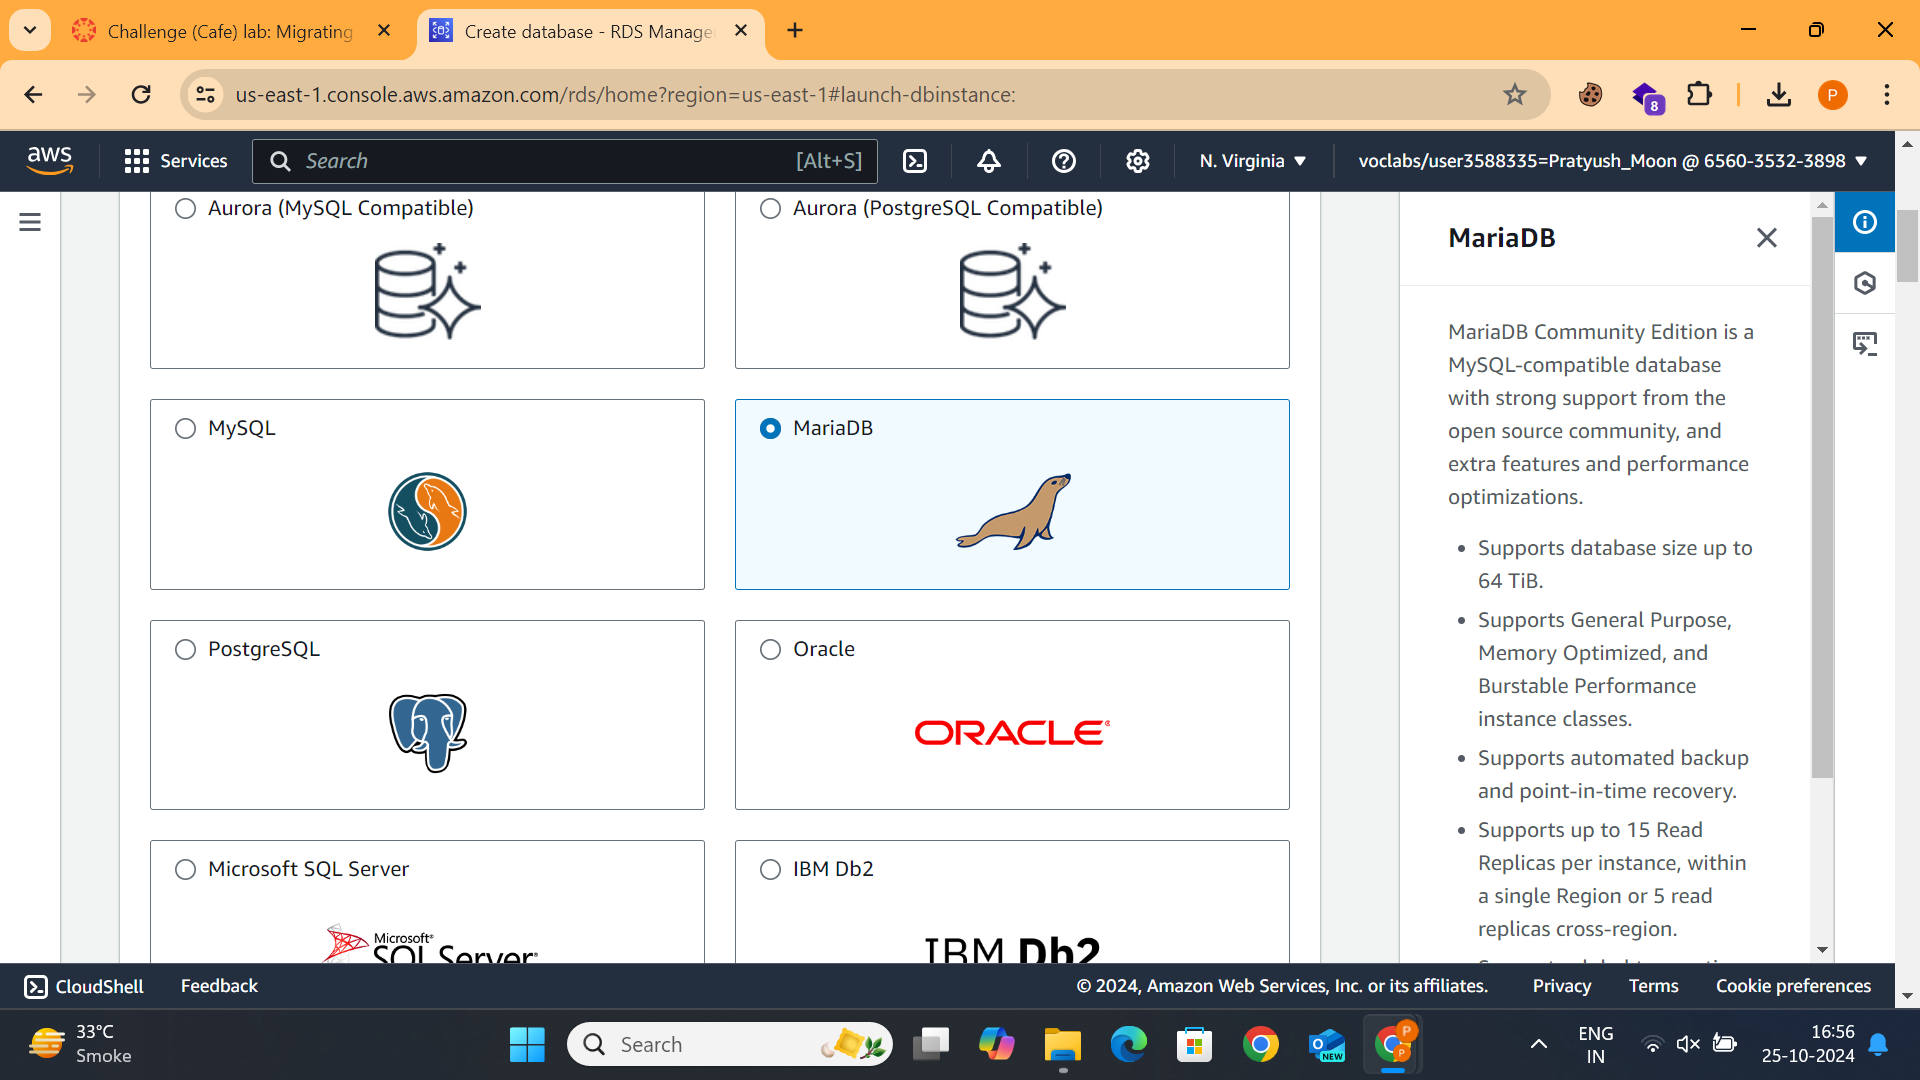 Challenge (Cafe) lab: Migrating
Create database - RDS Manage
us-east-1.console.aws.amazon.com/rds/home?region=us-east-1#launch-dbinstance:
8
P
aws
Services
Search
[Alt+S]
N. Virginia
voclabs/user3588335=Pratyush_Moon @ 6560-3532-3898
Aurora (MySQL Compatible)
Aurora (PostgreSQL Compatible)
MySQL
MariaDB
PostgreSQL
Oracle
ORACLE
Microsoft SQL Server
Microsoft
SQL Server
IBM Db2
IBM Db2
MariaDB
MariaDB Community Edition is a
MySQL-compatible database
with strong support from the
open source community, and
extra features and performance
optimizations.
• Supports database size up to
64 TiB.
• Supports General Purpose,
Memory Optimized, and
Burstable Performance
instance classes.
• Supports automated backup
and point-in-time recovery.
• Supports up to 15 Read
Replicas per instance, within
a single Region or 5 read
replicas cross-region.
CloudShell
Feedback
© 2024, Amazon Web Services, Inc. or its affiliates.
Privacy
Terms
Cookie preferences
33°C
Smoke
Search
NEW
P
P
ENG
IN
16:56
25-10-2024